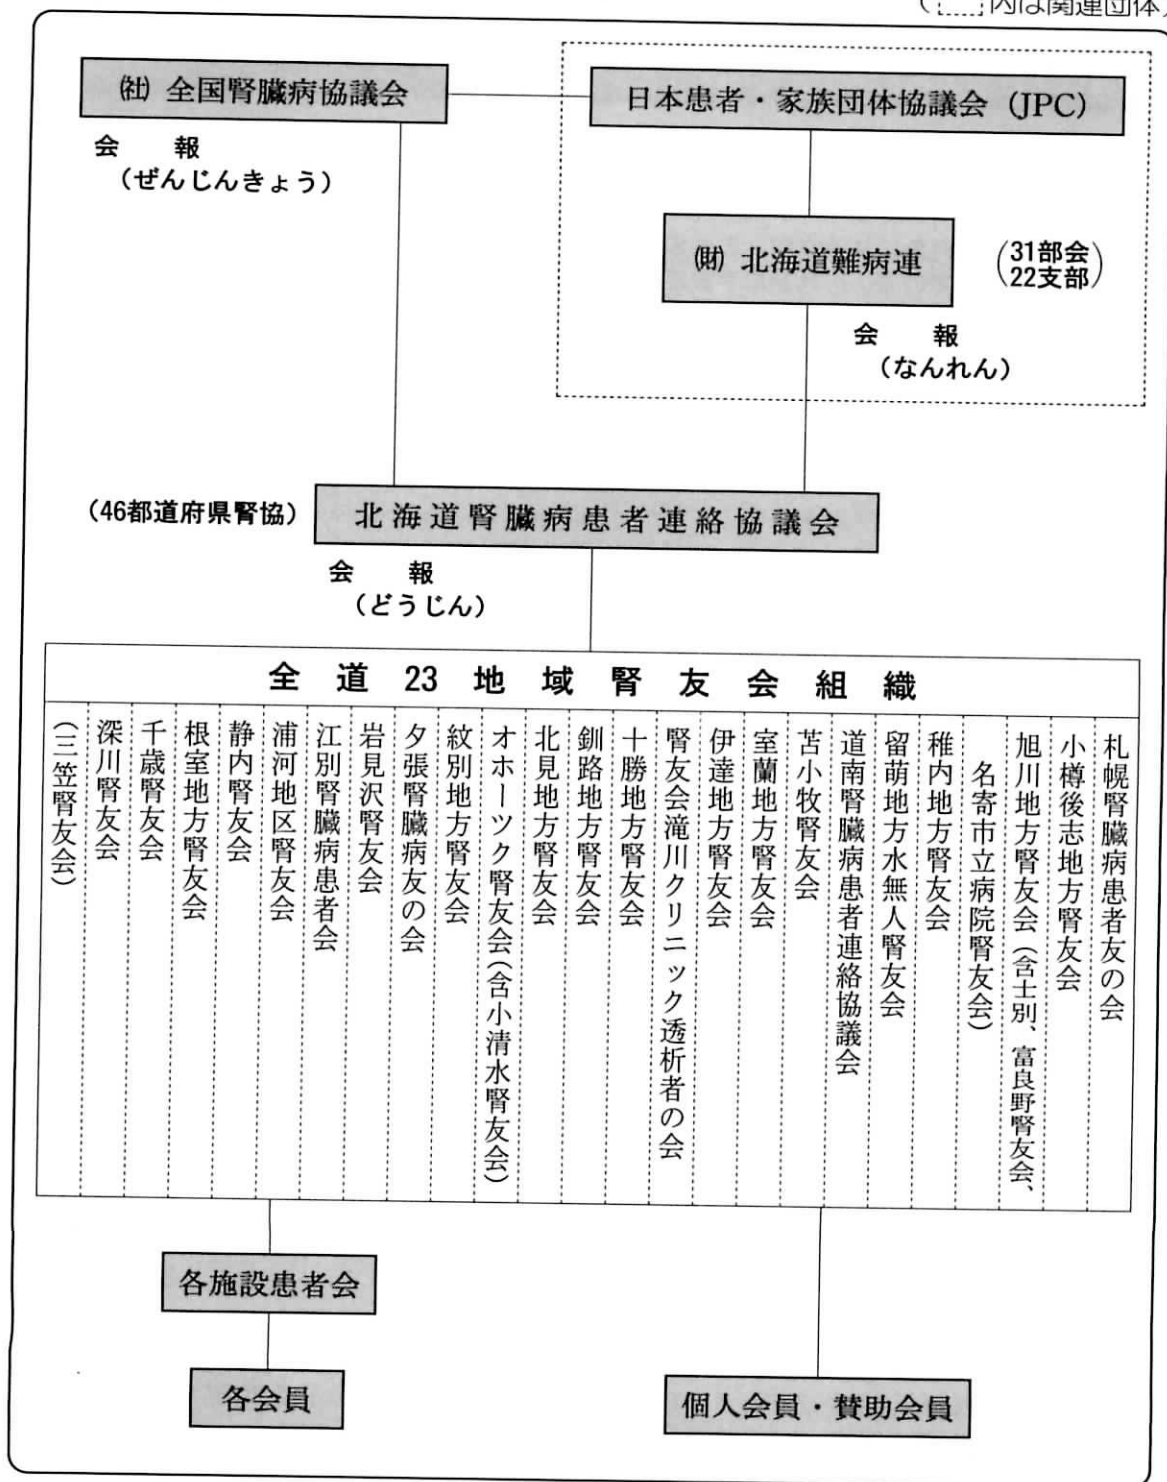 ( 内は関連団体)
㈳ 全国腎臓病協議会
会 報
(ぜんじんきょう)
日本患者・家族団体協議会 (JPC)
㈶ 北海道難病連
(31部会
22支部)
会 報
(なんれん)
(46都道府県腎協)
北海道腎臓病患者連絡協議会
会 報
(どうじん)
全道23地域腎友会組織
札幌腎臓病患者友の会
小樽後志地方腎友会
旭川地方腎友会(含士別、富良野腎友会、
名寄市立病院腎友会)
稚内地方腎友会
留萌地方水無人腎友会
道南腎臓病患者連絡協議会
苫小牧腎友会
室蘭地方腎友会
伊達地方腎友会
腎友会滝川クリニック透析者の会
十勝地方腎友会
釧路地方腎友会
北見地方腎友会
オホーツク腎友会(含小清水腎友会)
紋別地方腎友会
夕張腎臓病友の会
岩見沢腎友会
江別腎臓病患者会
浦河地区腎友会
静内腎友会
根室地方腎友会
千歳腎友会
深川腎友会
(三笠腎友会)
各施設患者会
各会員
個人会員・賛助会員